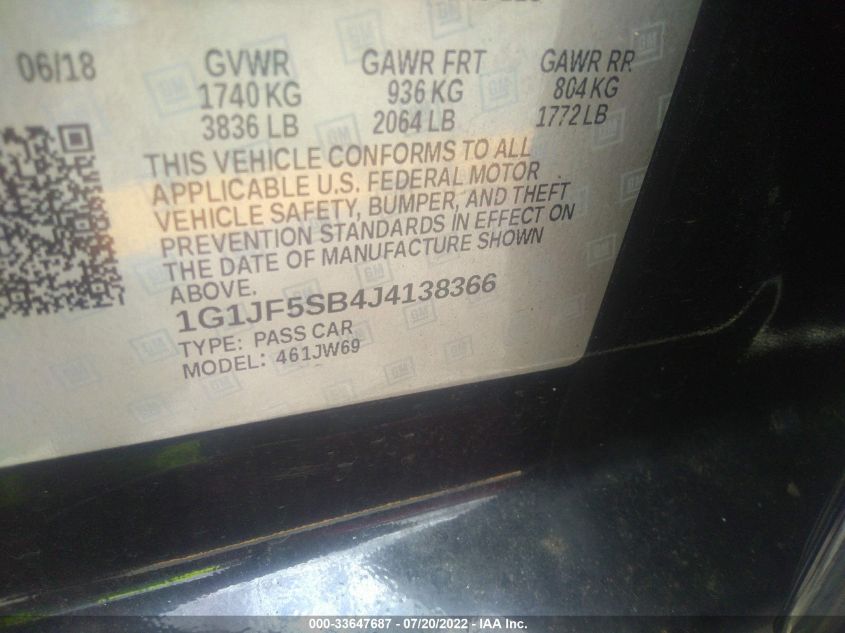 06/18 GVWR GAWR FRT GAWR RR
1740 KG 936 KG 804 KG
3836 LB 2064 LB 1772 LB
THIS VEHICLE CONFORMS TO ALL
APPLICABLE U.S. FEDERAL MOTOR
VEHICLE SAFETY, BUMPER, AND THEFT
PREVENTION STANDARDS IN EFFECT ON
THE DATE OF MANUFACTURE SHOWN
ABOVE.
1G1JF5SB4J4138366
TYPE: PASS CAR
MODEL: 461JW69
000-33647687 - 07/20/2022 - IAA Inc.